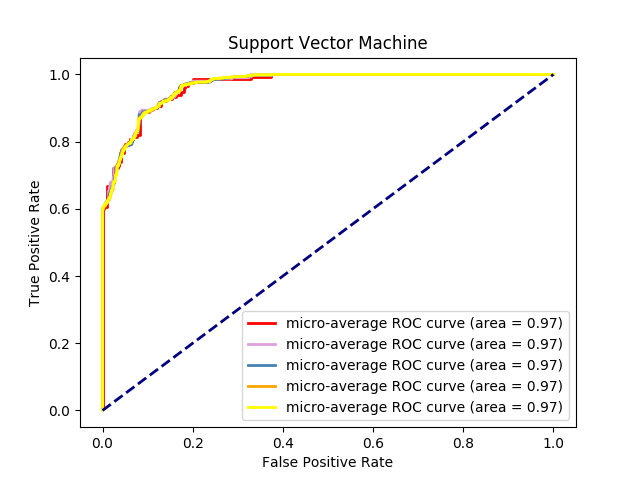 Support Vector Machine
True Positive Rate
1.0
0.8
0.6
0.4
0.2
0.0
micro-average ROC curve (area = 0.97)
micro-average ROC curve (area = 0.97)
micro-average ROC curve (area = 0.97)
micro-average ROC curve (area = 0.97)
micro-average ROC curve (area = 0.97)
0.0 0.2 0.4 0.6 0.8 1.0
False Positive Rate